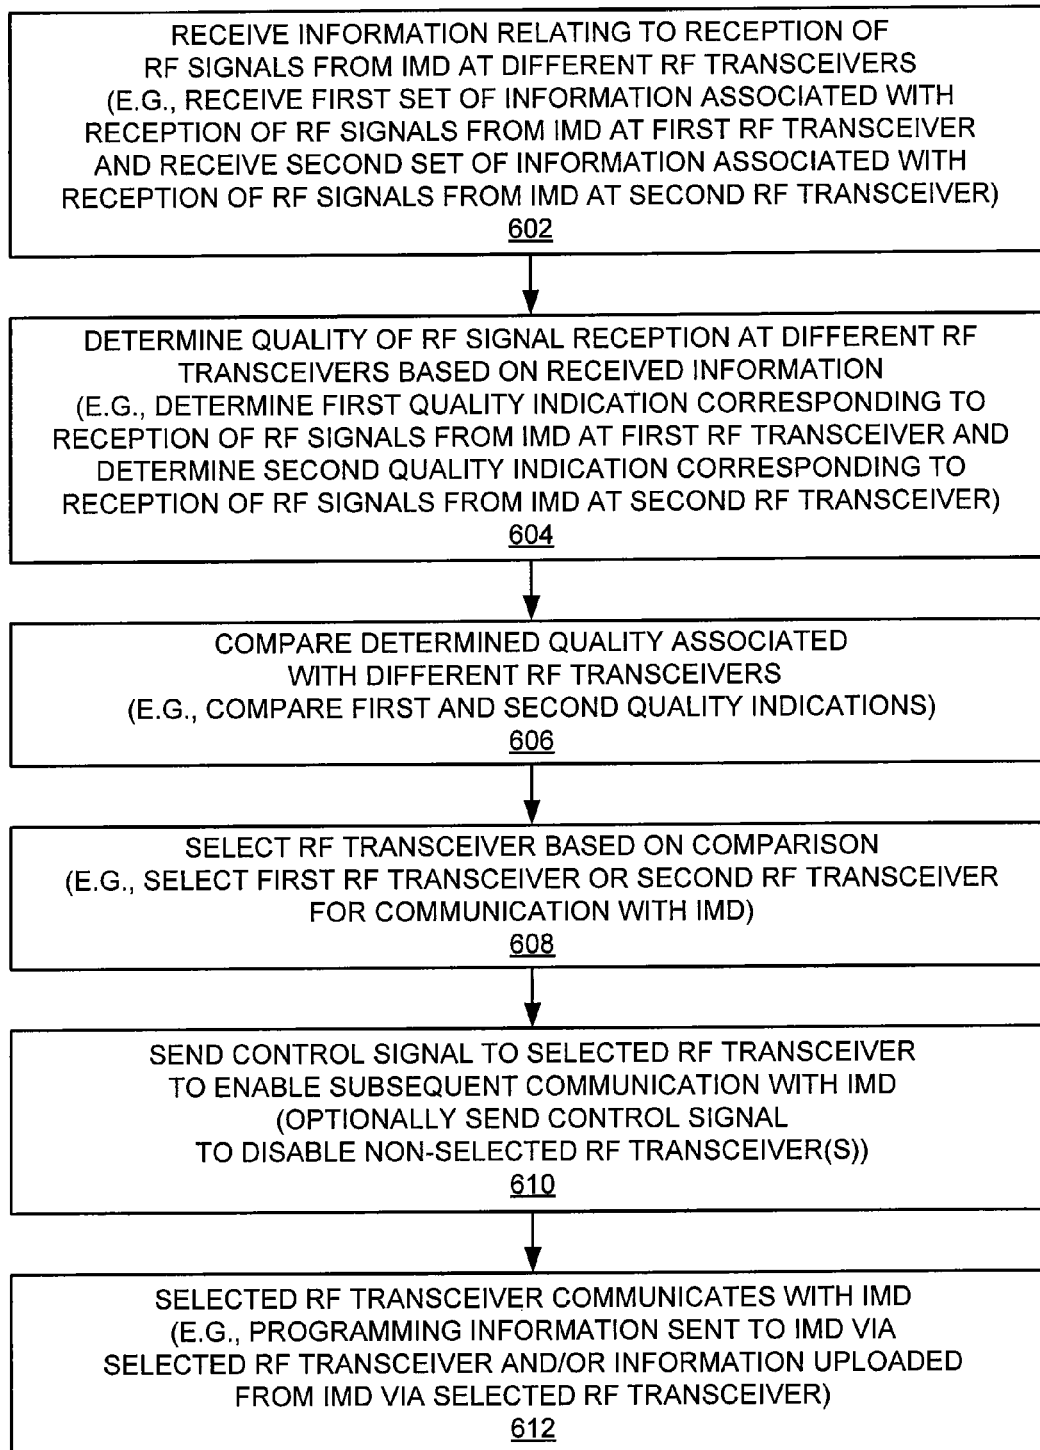 RECEIVE INFORMATION RELATING TO RECEPTION OF
RF SIGNALS FROM IMD AT DIFFERENT RF TRANSCEIVERS
(E.G., RECEIVE FIRST SET OF INFORMATION ASSOCIATED WITH
RECEPTION OF RF SIGNALS FROM IMD AT FIRST RF TRANSCEIVER
AND RECEIVE SECOND SET OF INFORMATION ASSOCIATED WITH
RECEPTION OF RF SIGNALS FROM IMD AT SECOND RF TRANSCEIVER)
602
DETERMINE QUALITY OF RF SIGNAL RECEPTION AT DIFFERENT RF
TRANSCEIVERS BASED ON RECEIVED INFORMATION
(E.G., DETERMINE FIRST QUALITY INDICATION CORRESPONDING TO
RECEPTION OF RF SIGNALS FROM IMD AT FIRST RF TRANSCEIVER AND
DETERMINE SECOND QUALITY INDICATION CORRESPONDING TO
RECEPTION OF RF SIGNALS FROM IMD AT SECOND RF TRANSCEIVER)
604
COMPARE DETERMINED QUALITY ASSOCIATED
WITH DIFFERENT RF TRANSCEIVERS
(E.G., COMPARE FIRST AND SECOND QUALITY INDICATIONS)
606
SELECT RF TRANSCEIVER BASED ON COMPARISON
(E.G., SELECT FIRST RF TRANSCEIVER OR SECOND RF TRANSCEIVER
FOR COMMUNICATION WITH IMD)
608
SEND CONTROL SIGNAL TO SELECTED RF TRANSCEIVER
TO ENABLE SUBSEQUENT COMMUNICATION WITH IMD
(OPTIONALLY SEND CONTROL SIGNAL
TO DISABLE NON-SELECTED RF TRANSCEIVER(S))
610
SELECTED RF TRANSCEIVER COMMUNICATES WITH IMD
(E.G., PROGRAMMING INFORMATION SENT TO IMD VIA
SELECTED RF TRANSCEIVER AND/OR INFORMATION UPLOADED
FROM IMD VIA SELECTED RF TRANSCEIVER)
612